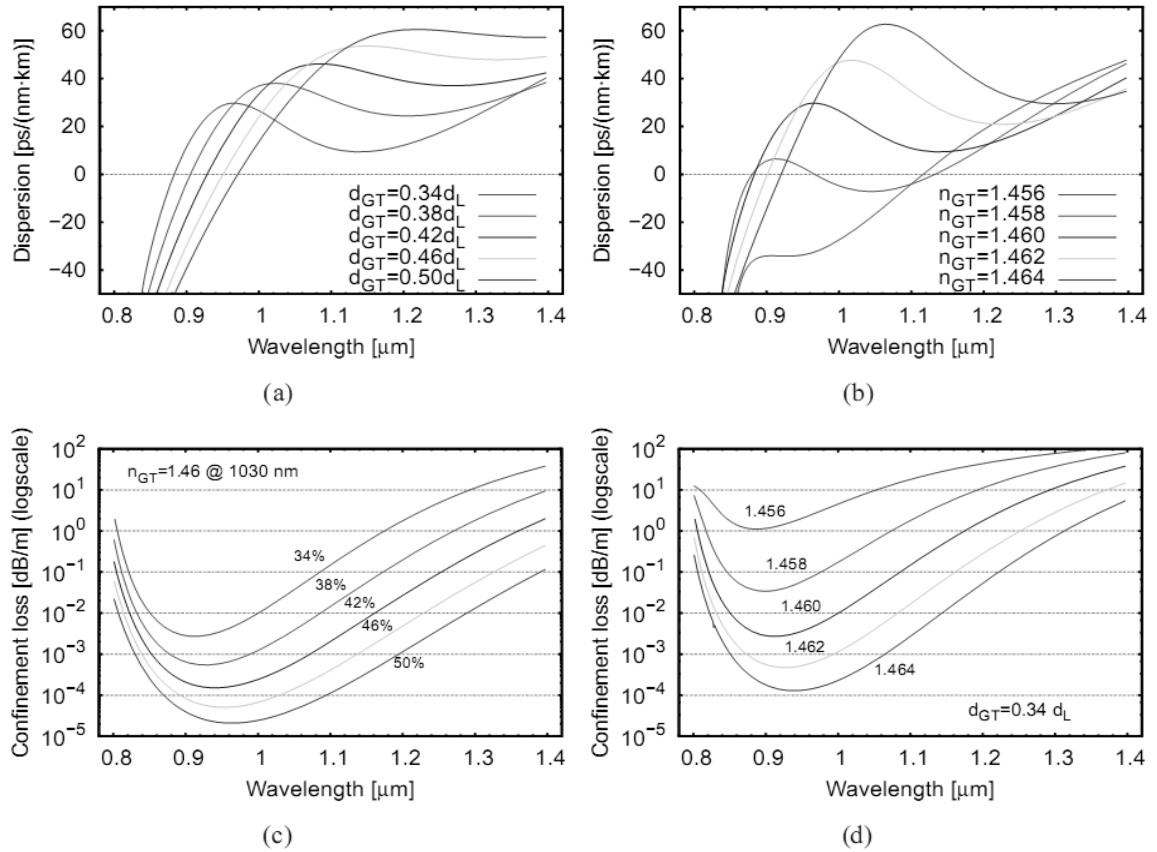 Dispersion [ps/(nm·km)]
60
40
20
0
−20
−40
d_GT=0.34d_L
d_GT=0.38d_L
d_GT=0.42d_L
d_GT=0.46d_L
d_GT=0.50d_L
0.8 0.9 1 1.1 1.2 1.3 1.4
Wavelength [μm]
(a)
Dispersion [ps/(nm·km)]
60
40
20
0
−20
−40
n_GT=1.456
n_GT=1.458
n_GT=1.460
n_GT=1.462
n_GT=1.464
0.8 0.9 1 1.1 1.2 1.3 1.4
Wavelength [μm]
(b)
Confinement loss [dB/m] (logscale)
10^2
10^1
10^0
10^-1
10^-2
10^-3
10^-4
10^-5
n_GT=1.46 @ 1030 nm
34%
38%
42%
46%
50%
0.8 0.9 1 1.1 1.2 1.3 1.4
Wavelength [μm]
(c)
Confinement loss [dB/m] (logscale)
10^2
10^1
10^0
10^-1
10^-2
10^-3
10^-4
10^-5
1.456
1.458
1.460
1.462
1.464
d_GT=0.34 d_L
0.8 0.9 1 1.1 1.2 1.3 1.4
Wavelength [μm]
(d)